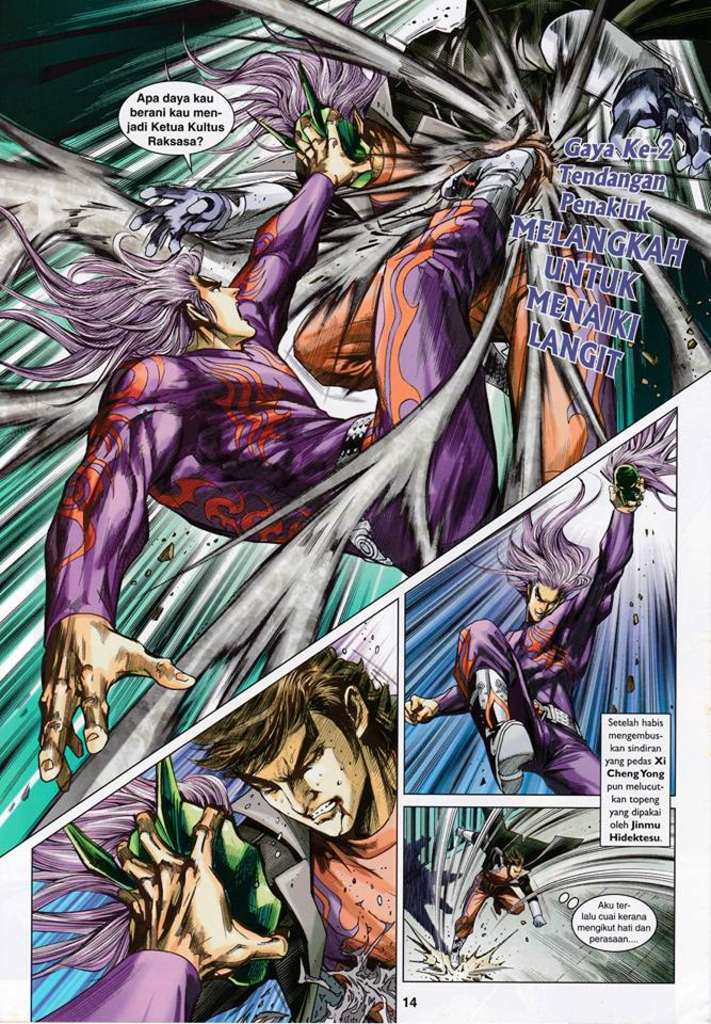 Apa daya kau
berani kau men-
jadi Ketua Kultus
Raksasa?
Gaya Ke-2
Tendangan
Penakluk
MELANGKAH
UNTUK
MENAIKI
LANGIT
Setelah habis
mengembus-
kan sindiran
yang pedas Xi
Cheng Yong
pun melucut-
kan topeng
yang dipakai
oleh Jinmu
Hidektesu.
Aku ter-
lalu cuai kerana
mengikut hati dan
perasaan....
14